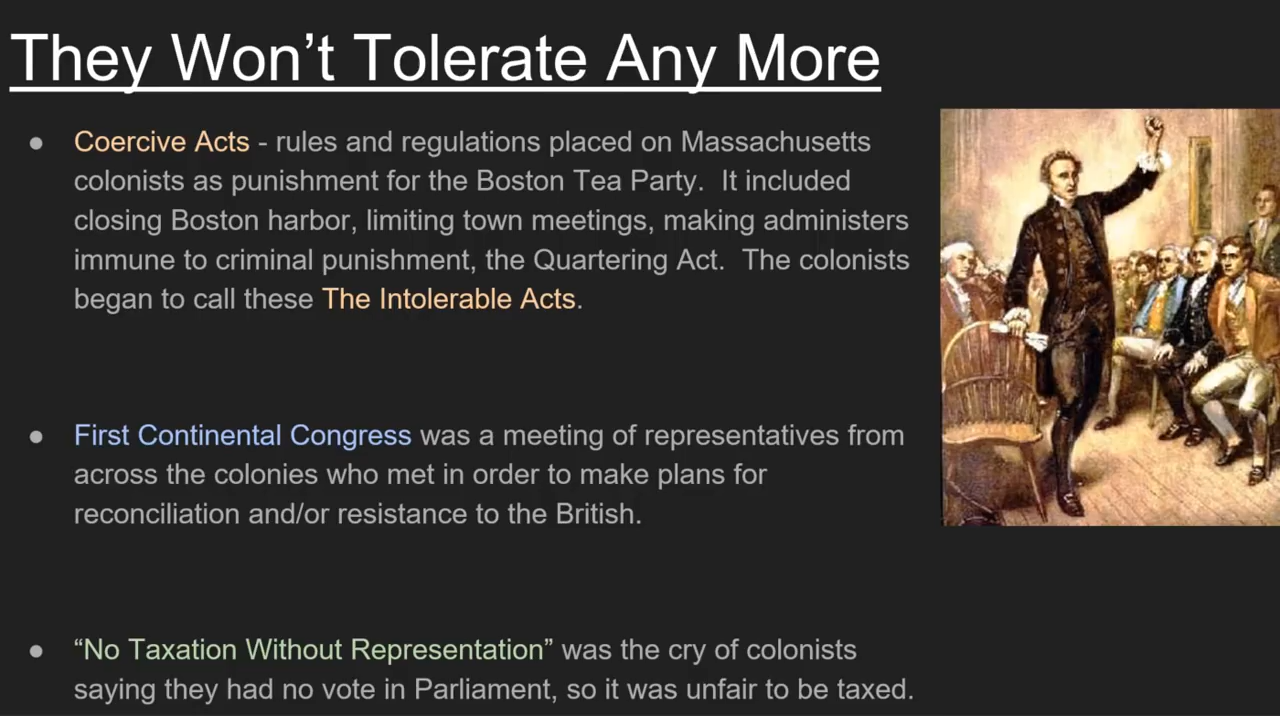 They Won’t Tolerate Any More
● Coercive Acts - rules and regulations placed on Massachusetts
colonists as punishment for the Boston Tea Party.  It included
closing Boston harbor, limiting town meetings, making administers
immune to criminal punishment, the Quartering Act.  The colonists
began to call these The Intolerable Acts.
● First Continental Congress was a meeting of representatives from
across the colonies who met in order to make plans for
reconciliation and/or resistance to the British.
● “No Taxation Without Representation” was the cry of colonists
saying they had no vote in Parliament, so it was unfair to be taxed.